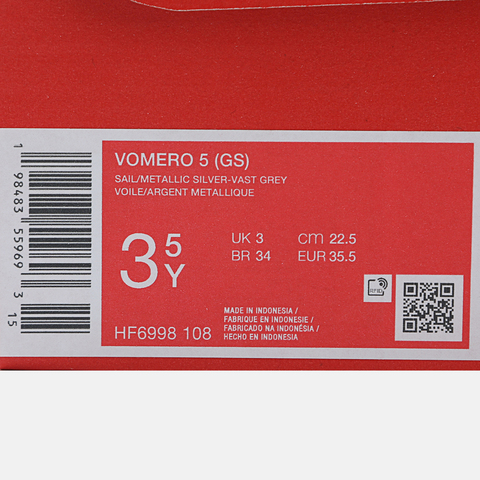 VOMERO 5 (GS)
SAIL/METALLIC SILVER-VAST GREY
VOILE/ARGENT METALLIQUE
3 5 Y
UK 3 cm 22.5
BR 34 EUR 35.5
RFID
HF6998 108
MADE IN INDONESIA /
FABRIQUE EN INDONESIE /
FABRICADO NA INDONÉSIA /
HECHO EN INDONESIA
1 98483 55969 3 15